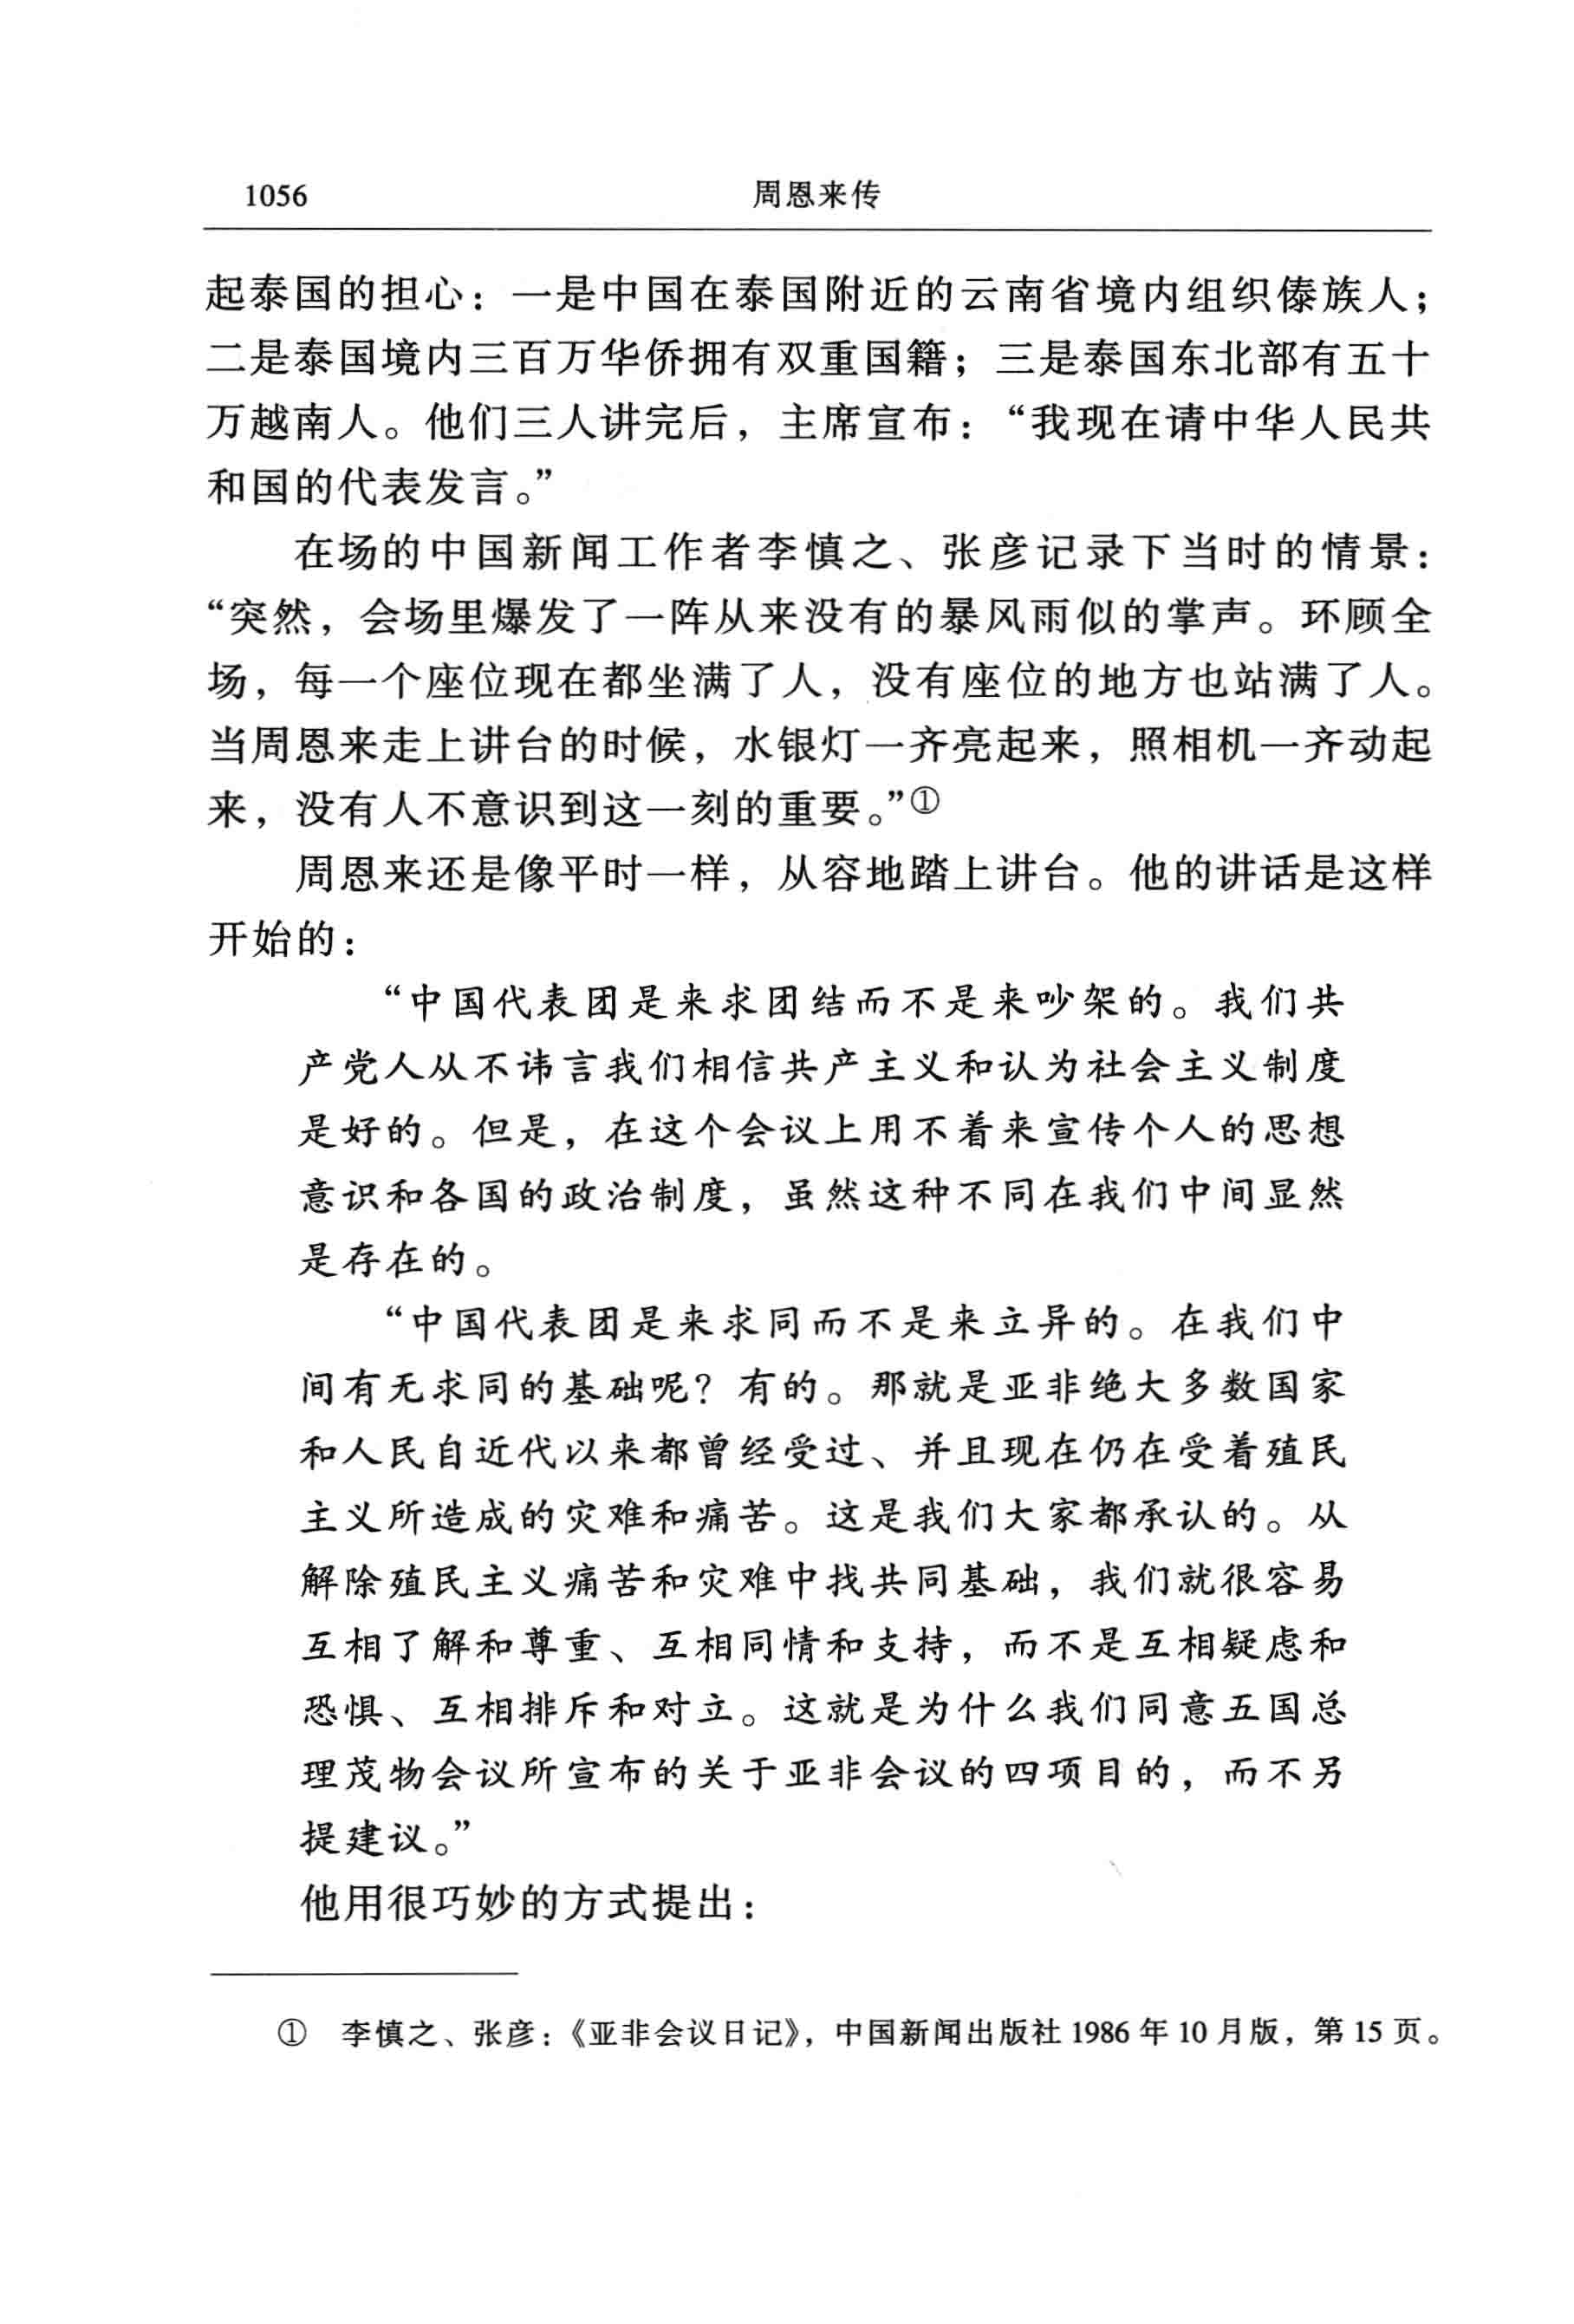 1056
周恩来传
起泰国的担心：一是中国在泰国附近的云南省境内组织傣族人；
二是泰国境内三百万华侨拥有双重国籍；三是泰国东北部有五十
万越南人。他们三人讲完后，主席宣布：“我现在请中华人民共
和国的代表发言。”
在场的中国新闻工作者李慎之、张彦记录下当时的情景：
“突然，会场里爆发了一阵从来没有的暴风雨似的掌声。环顾全
场，每一个座位现在都坐满了人，没有座位的地方也站满了人。
当周恩来走上讲台的时候，水银灯一齐亮起来，照相机一齐动起
来，没有人不意识到这一刻的重要。”①
周恩来还是像平时一样，从容地踏上讲台。他的讲话是这样
开始的：
“中国代表团是来求团结而不是来吵架的。我们共
产党人从不讳言我们相信共产主义和认为社会主义制度
是好的。但是，在这个会议上用不着来宣传个人的思想
意识和各国的政治制度，虽然这种不同在我们中间显然
是存在的。
“中国代表团是来求同而不是来立异的。在我们中
间有无求同的基础呢？有的。那就是亚非绝大多数国家
和人民自近代以来都曾经受过、并且现在仍在受着殖民
主义所造成的灾难和痛苦。这是我们大家都承认的。从
解除殖民主义痛苦和灾难中找共同基础，我们就很容易
互相了解和尊重、互相同情和支持，而不是互相疑虑和
恐惧、互相排斥和对立。这就是为什么我们同意五国总
理茂物会议所宣布的关于亚非会议的四项目的，而不另
提建议。”
他用很巧妙的方式提出：
① 李慎之、张彦：《亚非会议日记》，中国新闻出版社 1986 年 10 月版，第 15 页。